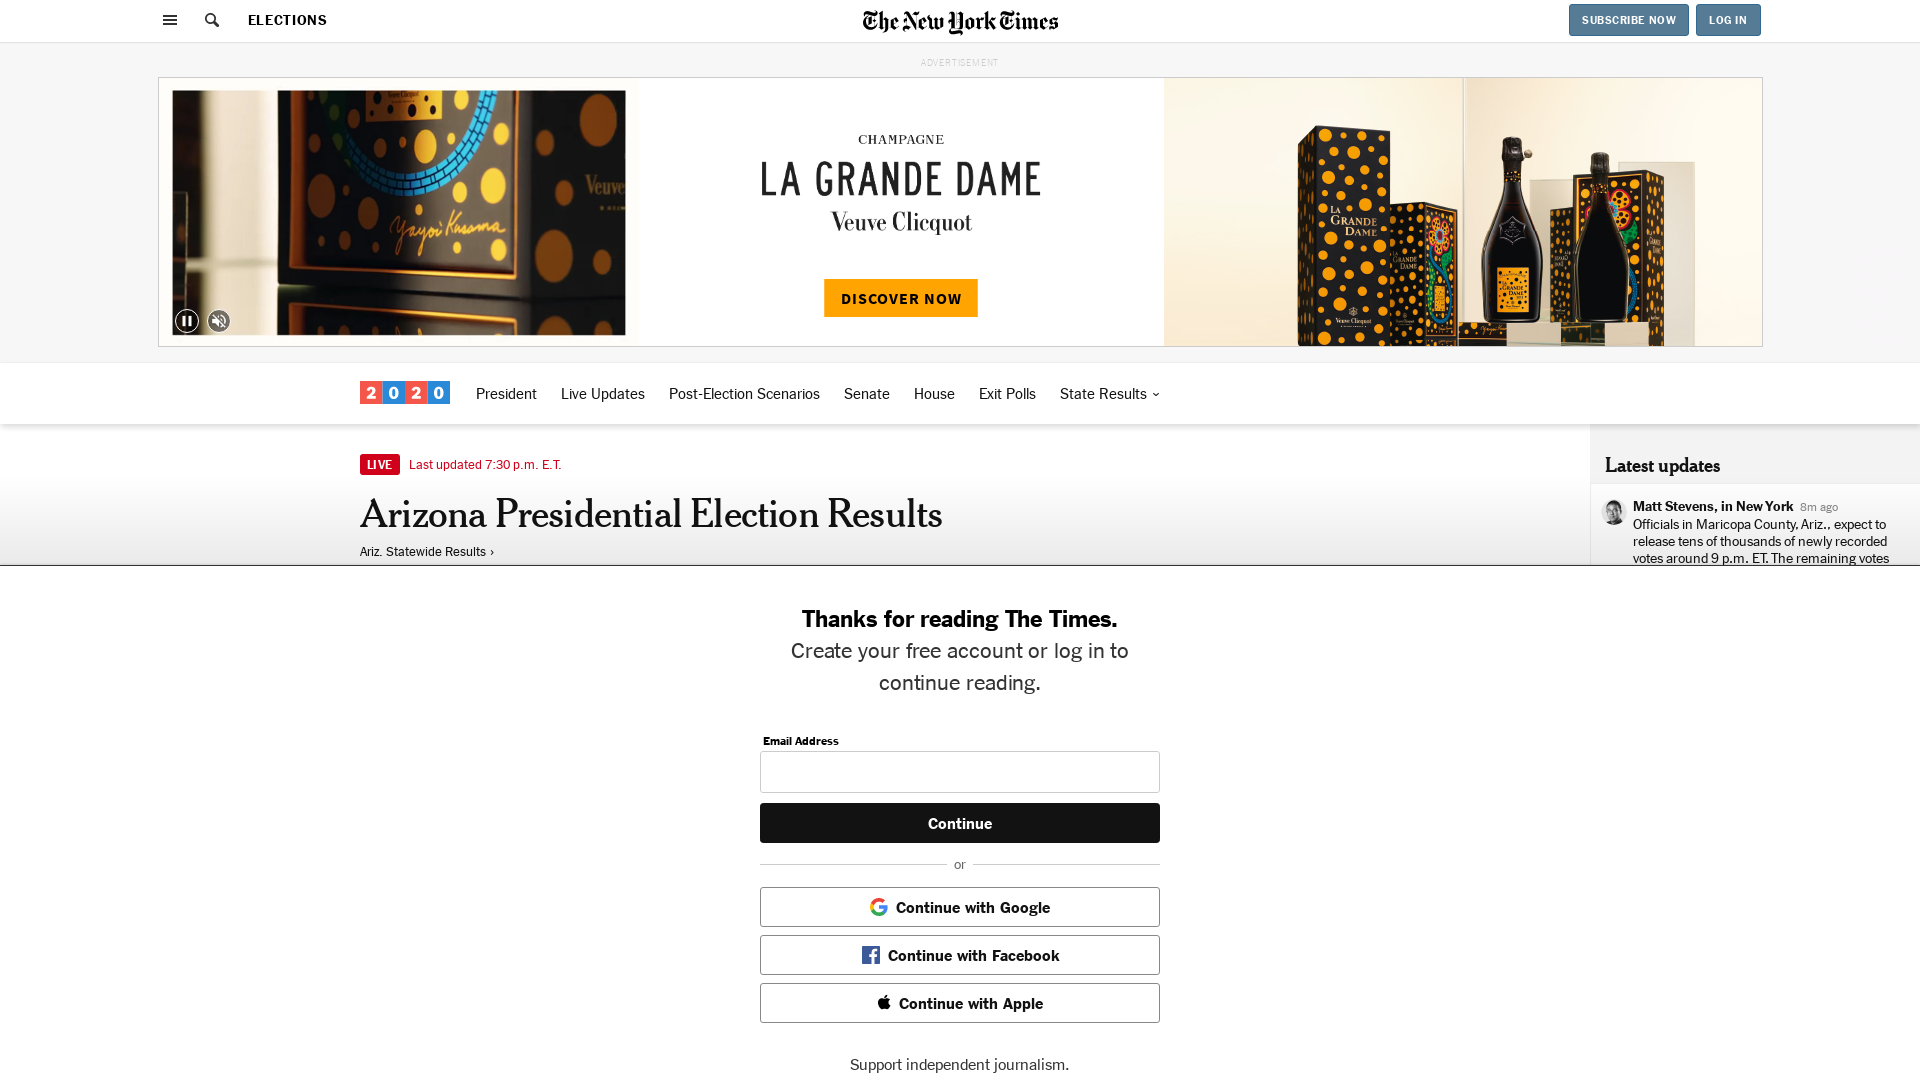 ELECTIONS
The New York Times
SUBSCRIBE NOW
LOG IN
ADVERTISEMENT
Yayoi Kusama
Veuve
CHAMPAGNE
LA GRANDE DAME
Veuve Clicquot
DISCOVER NOW
LA
GRANDE
DAME
Veuve Clicquot
2020
President
Live Updates
Post-Election Scenarios
Senate
House
Exit Polls
State Results
LIVE
Last updated 7:30 p.m. E.T.
Arizona Presidential Election Results
Ariz. Statewide Results ›
Latest updates
Matt Stevens, in New York 8m ago
Officials in Maricopa County, Ariz., expect to
release tens of thousands of newly recorded
votes around 9 p.m. ET. The remaining votes
Thanks for reading The Times.
Create your free account or log in to
continue reading.
Email Address
Continue
or
Continue with Google
Continue with Facebook
Continue with Apple
Support independent journalism.